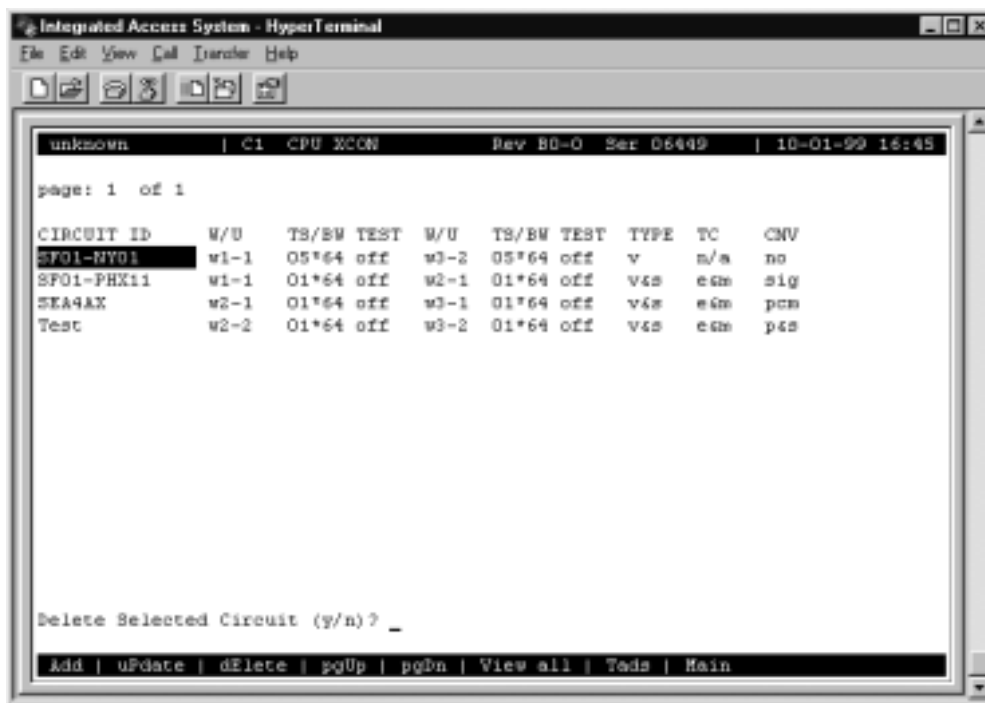 Integrated Access System - HyperTerminal
File Edit View Call Transfer Help
unknown | C1 CPU XCON Rev B0-0 Ser 06449 | 10-01-99 16:45
page: 1 of 1
CIRCUIT ID W/U TS/BW TEST W/U TS/BW TEST TYPE TC CNV
SF01-NY01 w1-1 05*64 off w3-2 05*64 off v n/a no
SF01-PHX11 w1-1 01*64 off w2-1 01*64 off v&s e&m sig
SEA4AX w2-1 01*64 off w3-1 01*64 off v&s e&m pcm
Test w2-2 01*64 off w3-2 01*64 off v&s e&m p&s
Delete Selected Circuit (y/n)? _
Add | uPdate | dElete | pgUp | pgDn | View all | Tads | Main